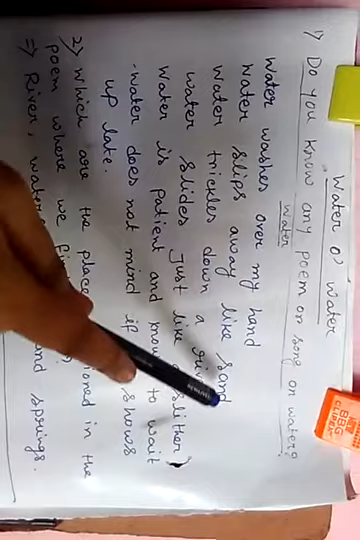 Water O' Water
1) Do you know any poem or song on water?
Water
Water washes over my hand
Water slips away like sand
Water trickles down a
Water slides just like slither
Water is patient and to wait
-Water does not mind if shows
up late.
2) Which are the in the
poem where we
=> River, and springs.